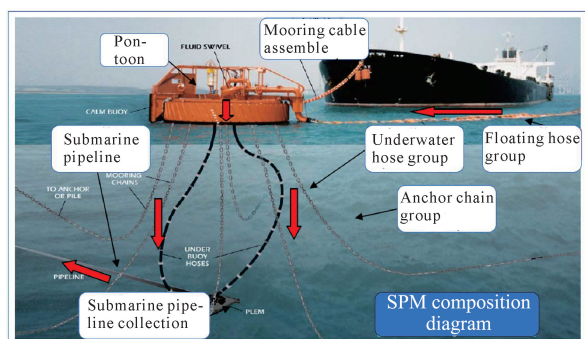 Mooring cable
assemble
Pon-
toon
FLUID SWIVEL
CALM BUOY
Submarine
pipeline
Underwater
hose group
Floating hose
group
MOORING
CHAINS
TO ANCHOR
OR PILE
Anchor chain
group
UNDER
BUOY
HOSES
PIPELINE
Submarine pipe-
line collection
PLEM
SPM composition
diagram